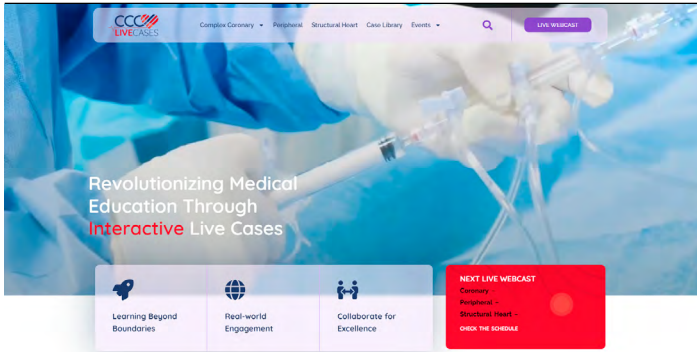 CCC
LIVECASES
Complex Coronary
Peripheral
Structural Heart
Case Library
Events
LIVE WEBCAST
Revolutionizing Medical
Education Through
Interactive Live Cases
Learning Beyond
Boundaries
Real-world
Engagement
Collaborate for
Excellence
NEXT LIVE WEBCAST
Coronary -
Peripheral -
Structural Heart -
CHECK THE SCHEDULE